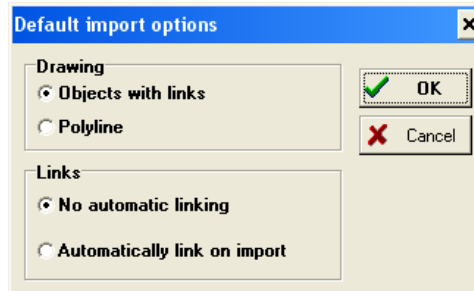 Default import options
Drawing
Objects with links
Polyline
OK
Cancel
Links
No automatic linking
Automatically link on import